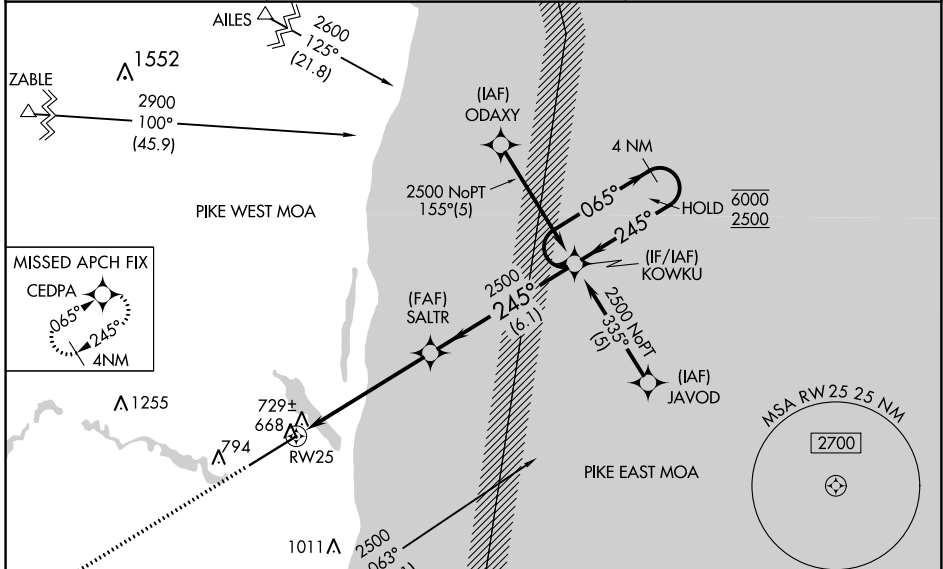 AILES
2600
125°
(21.8)
1552
ZABLE
2900
100°
(45.9)
(IAF)
ODAXY
4 NM
2500 NoPT
155°(5)
065°
HOLD
6000
2500
245°
PIKE WEST MOA
(IF/IAF)
KOWKU
MISSED APCH FIX
CEDPA
065°
245°
4NM
2500
245°
(6.1)
(FAF)
SALTR
2500 NoPT
335°
(5)
(IAF)
JAVOD
1255
729±
668
794
RW25
MSA RW25 25 NM
2700
PIKE EAST MOA
1011
2500
063°